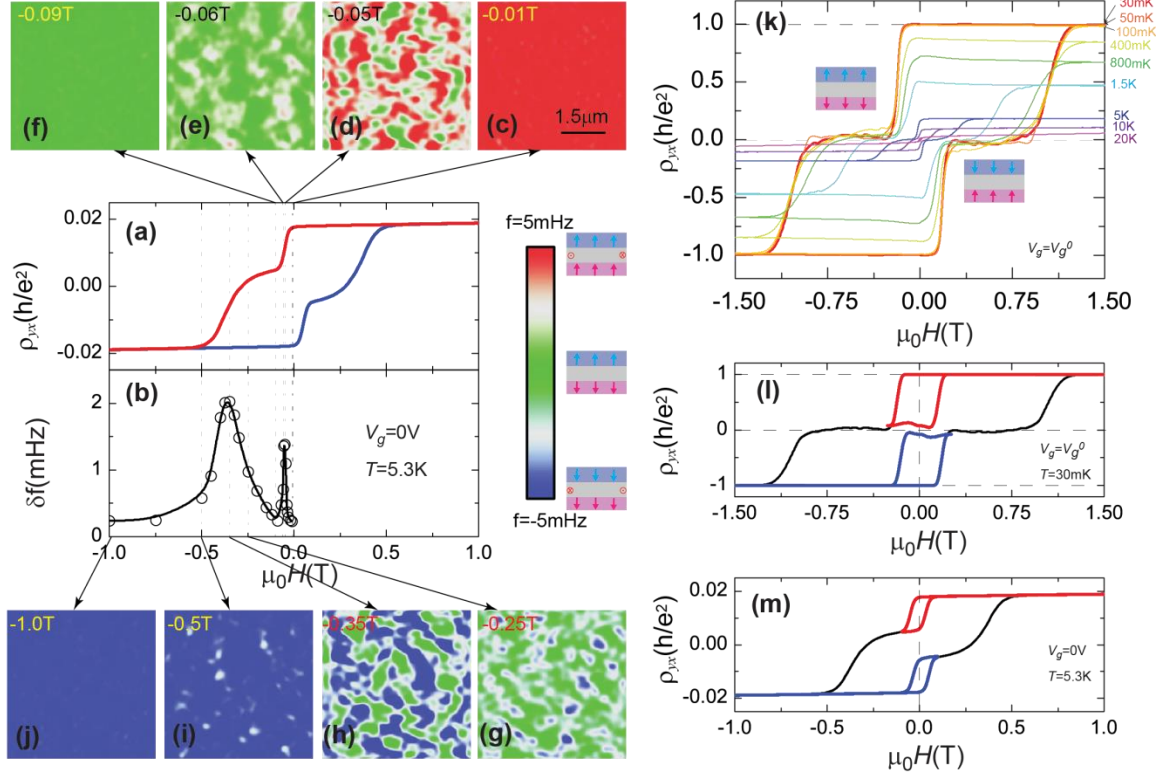 -0.09T
(f)
-0.06T
(e)
-0.05T
(d)
-0.01T
1.5μm
(c)
(a)
0.02
0.00
-0.02
ρyx(h/e²)
(b)
2
1
0
δf(mHz)
Vg=0V
T=5.3K
-1.0 -0.5 0.0 0.5 1.0
μ₀H(T)
f=5mHz
f=-5mHz
-1.0T
(j)
-0.5T
(i)
-0.35T
(h)
-0.25T
(g)
(k)
1.0
0.5
0.0
-0.5
-1.0
ρyx(h/e²)
30mK
50mK
100mK
400mK
800mK
1.5K
5K
10K
20K
Vg=Vg⁰
-1.50 -0.75 0.00 0.75 1.50
μ₀H(T)
(l)
1
0
-1
ρyx(h/e²)
Vg=Vg⁰
T=30mK
-1.50 -0.75 0.00 0.75 1.50
μ₀H(T)
(m)
0.02
0.00
-0.02
ρyx(h/e²)
Vg=0V
T=5.3K
-1.0 -0.5 0.0 0.5 1.0
μ₀H(T)